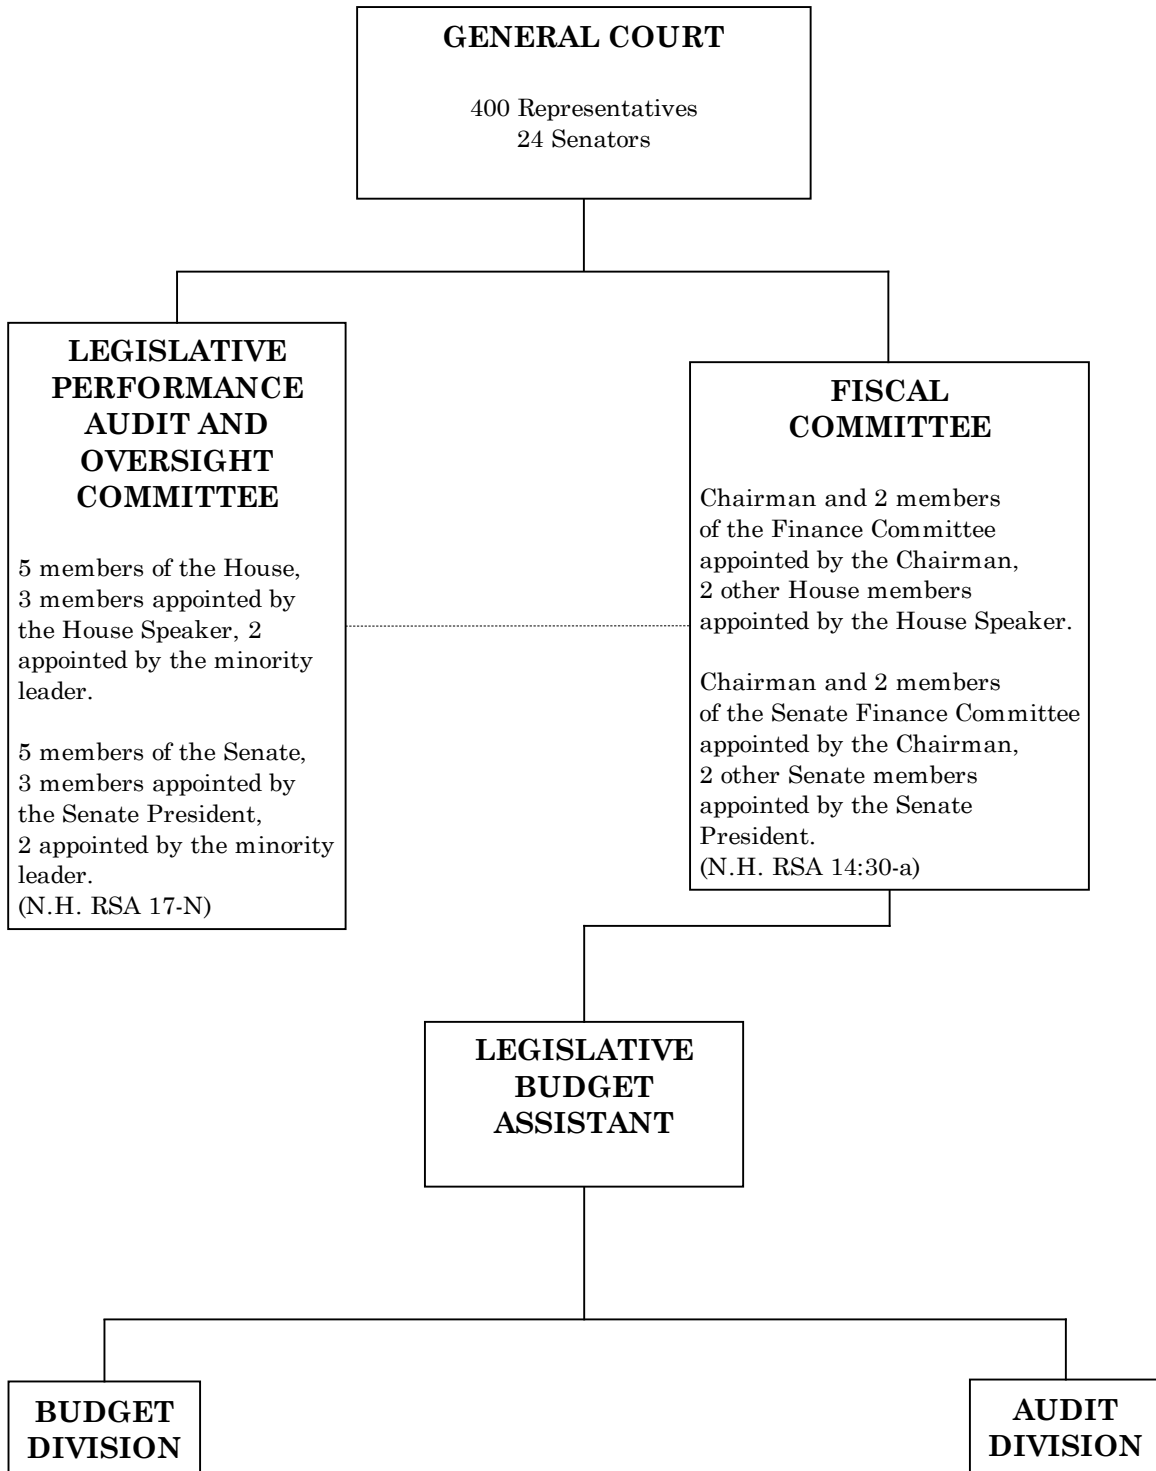 GENERAL COURT
400 Representatives
24 Senators
LEGISLATIVE
PERFORMANCE
AUDIT AND
OVERSIGHT
COMMITTEE
5 members of the House,
3 members appointed by
the House Speaker, 2
appointed by the minority
leader.
5 members of the Senate,
3 members appointed by
the Senate President,
2 appointed by the minority
leader.
(N.H. RSA 17-N)
FISCAL
COMMITTEE
Chairman and 2 members
of the Finance Committee
appointed by the Chairman,
2 other House members
appointed by the House Speaker.
Chairman and 2 members
of the Senate Finance Committee
appointed by the Chairman,
2 other Senate members
appointed by the Senate
President.
(N.H. RSA 14:30-a)
LEGISLATIVE
BUDGET
ASSISTANT
BUDGET
DIVISION
AUDIT
DIVISION